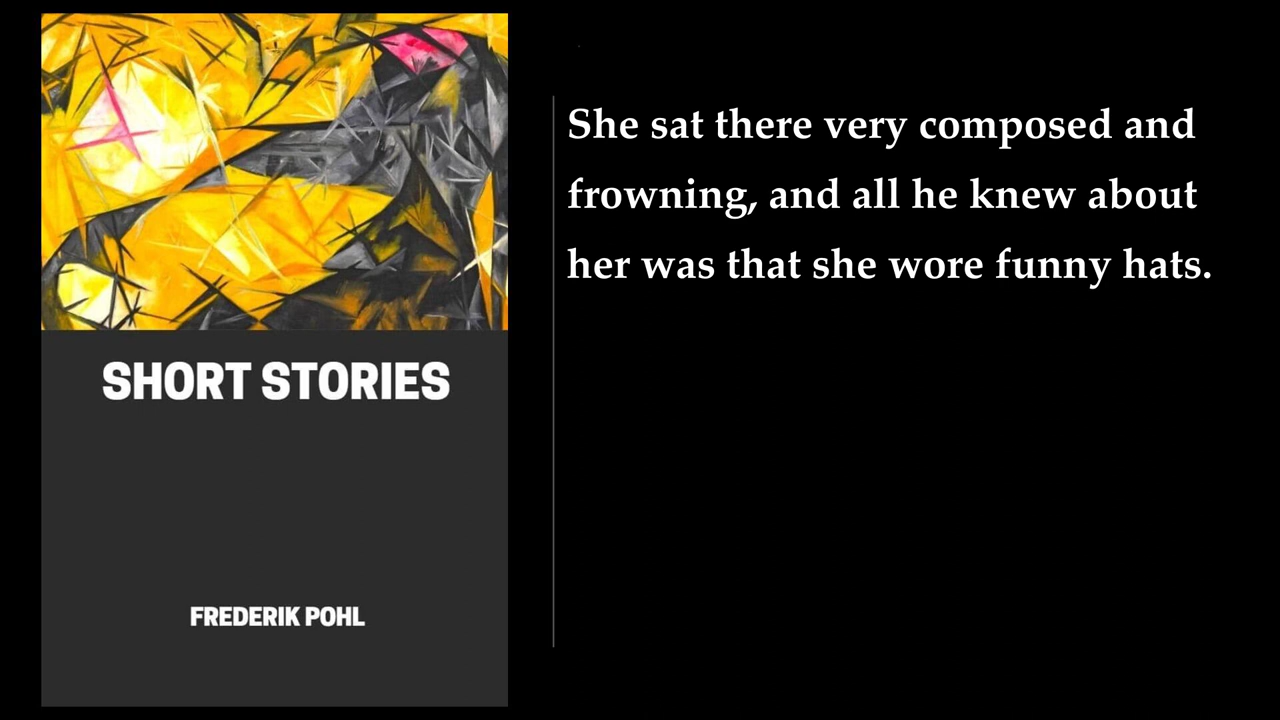 SHORT STORIES
FREDERIK POHL
She sat there very composed and
frowning, and all he knew about
her was that she wore funny hats.